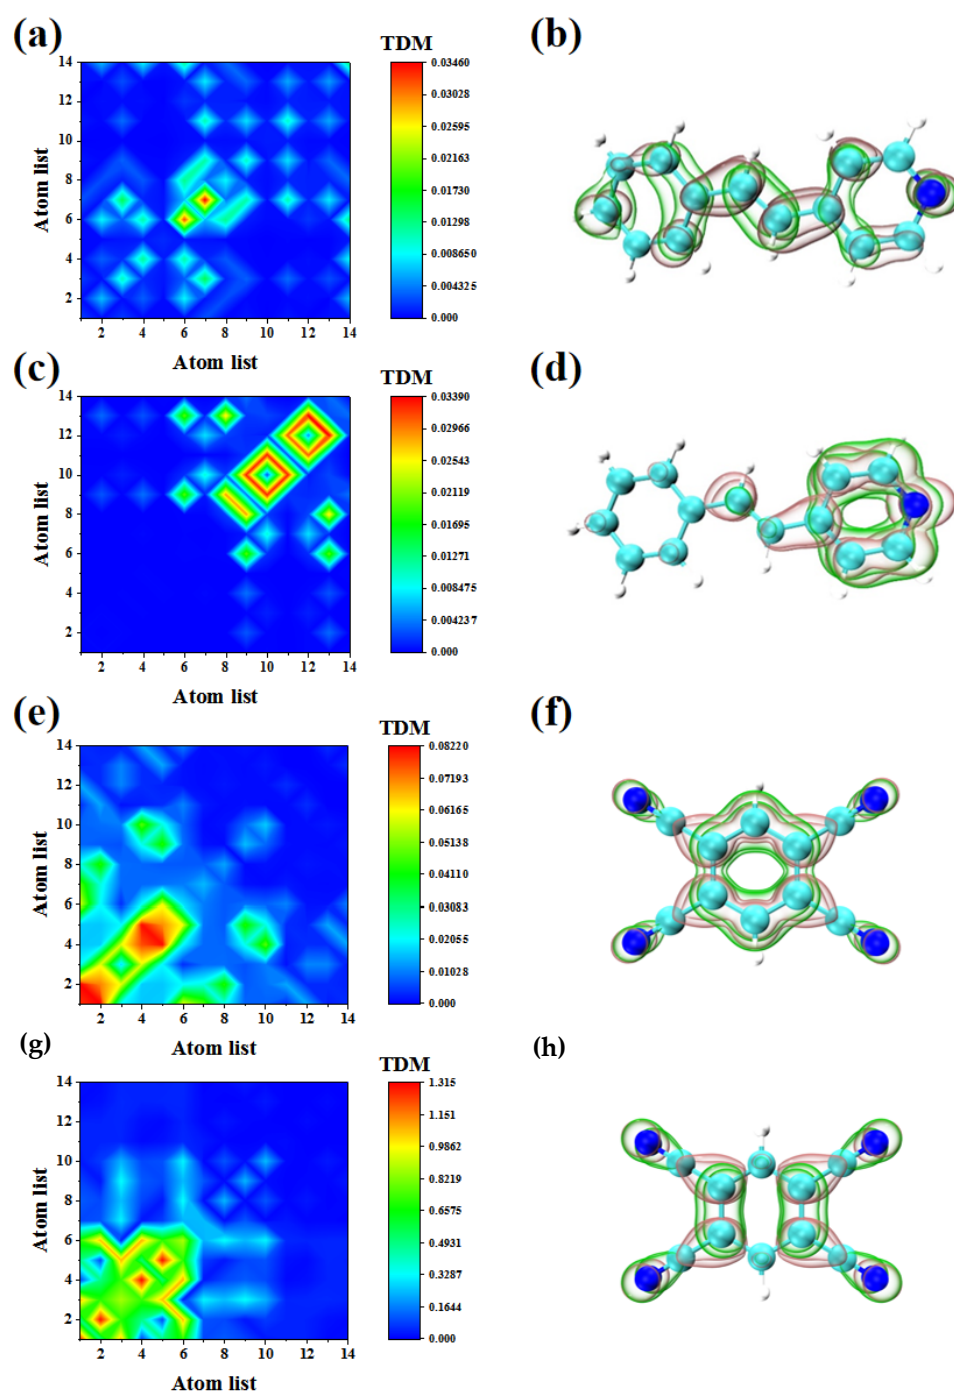 (a)
TDM
(b)
14
12
10
8
6
4
2
Atom list
2 4 6 8 10 12 14
Atom list
0.03460
0.03028
0.02595
0.02163
0.01730
0.01298
0.008650
0.004325
0.000
(c)
TDM
(d)
14
12
10
8
6
4
2
Atom list
2 4 6 8 10 12 14
Atom list
0.03390
0.02966
0.02543
0.02119
0.01695
0.01271
0.008475
0.004237
0.000
(e)
TDM
(f)
14
12
10
8
6
4
2
Atom list
2 4 6 8 10 12 14
Atom list
0.08220
0.07193
0.06165
0.05138
0.04110
0.03083
0.02055
0.01028
0.000
(g)
TDM
(h)
14
12
10
8
6
4
2
Atom list
2 4 6 8 10 12 14
Atom list
1.315
1.151
0.9862
0.8219
0.6575
0.4931
0.3287
0.1644
0.000